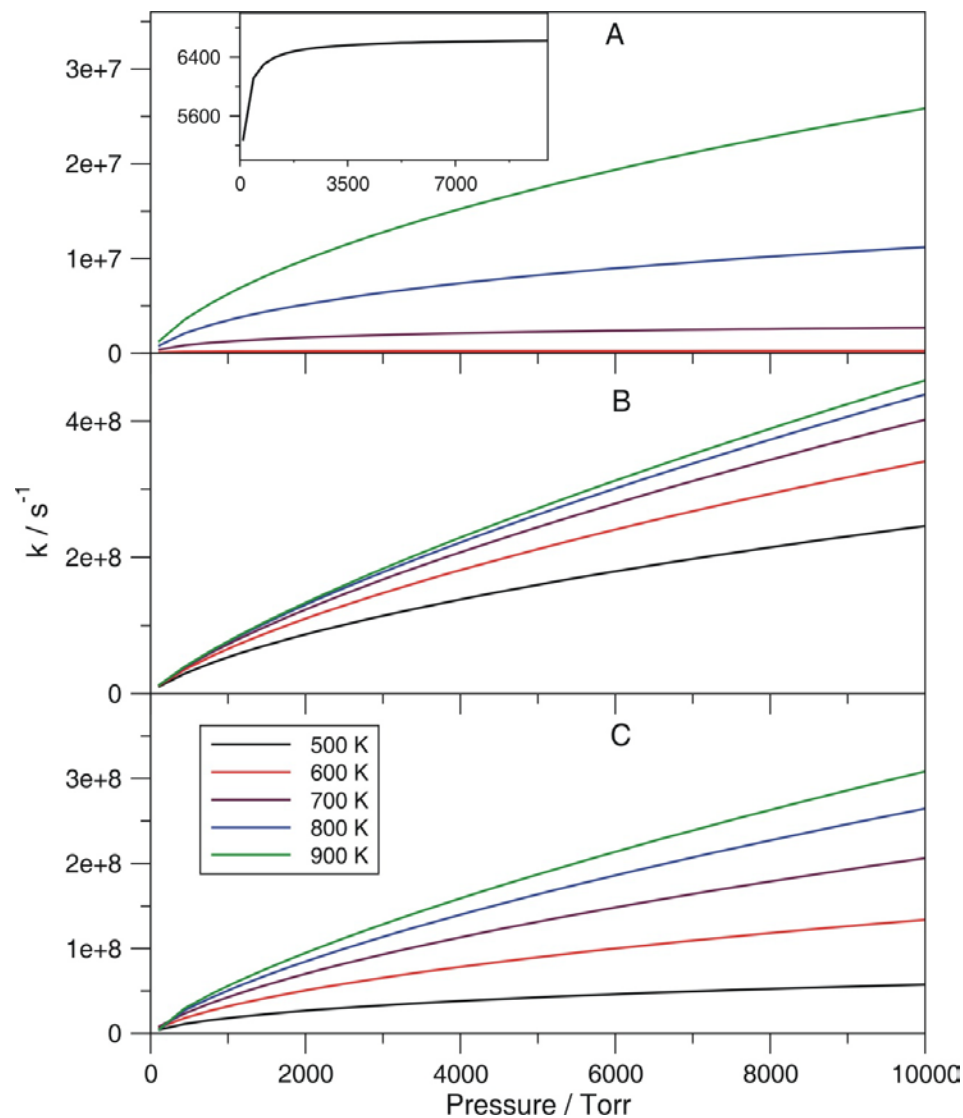 A
6400
5600
0 3500 7000
3e+7
2e+7
1e+7
0
B
4e+8
2e+8
0
k / s⁻¹
C
500 K
600 K
700 K
800 K
900 K
3e+8
2e+8
1e+8
0
0 2000 4000 6000 8000 10000
Pressure / Torr